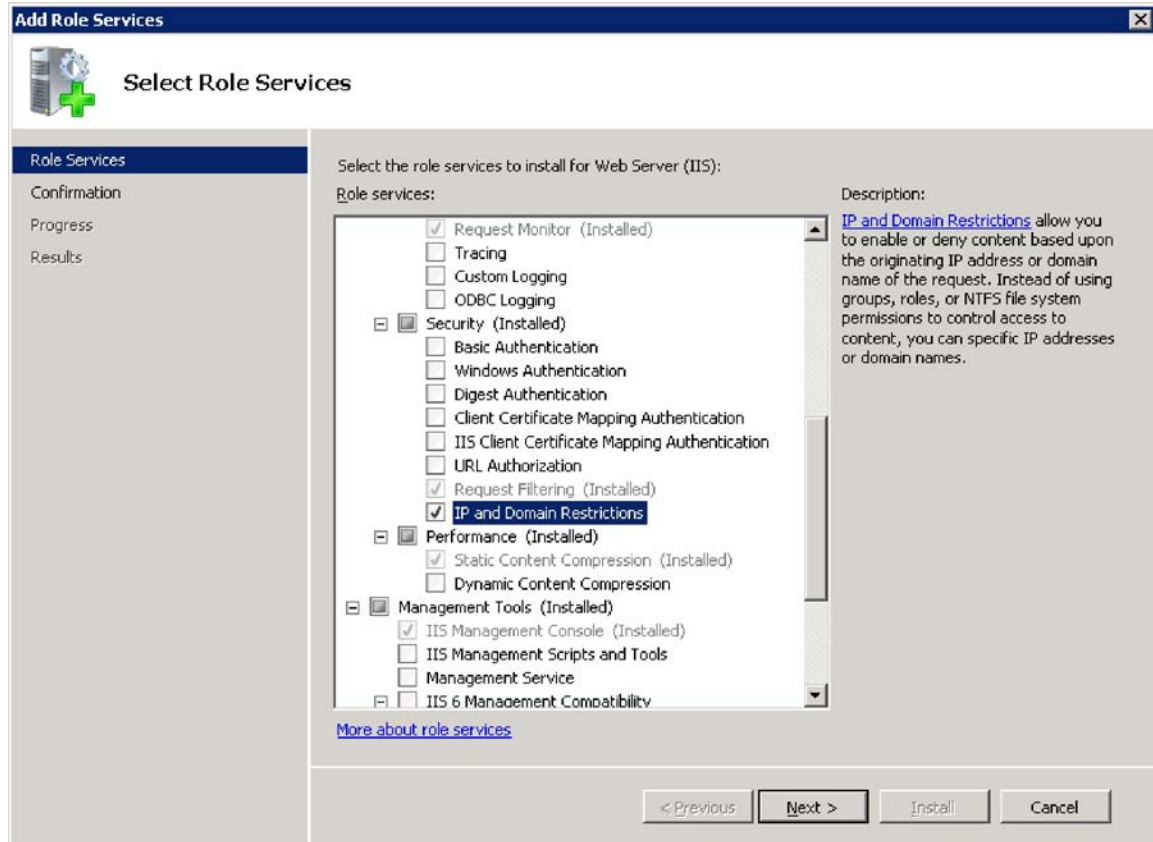 Add Role Services
Select Role Services
Role Services
Confirmation
Progress
Results
Select the role services to install for Web Server (IIS):
Role services:
Request Monitor (Installed)
Tracing
Custom Logging
ODBC Logging
Security (Installed)
Basic Authentication
Windows Authentication
Digest Authentication
Client Certificate Mapping Authentication
IIS Client Certificate Mapping Authentication
URL Authorization
Request Filtering (Installed)
IP and Domain Restrictions
Performance (Installed)
Static Content Compression (Installed)
Dynamic Content Compression
Management Tools (Installed)
IIS Management Console (Installed)
IIS Management Scripts and Tools
Management Service
IIS 6 Management Compatibility
More about role services
Description:
IP and Domain Restrictions allow you
to enable or deny content based upon
the originating IP address or domain
name of the request. Instead of using
groups, roles, or NTFS file system
permissions to control access to
content, you can specific IP addresses
or domain names.
< Previous
Next >
Install
Cancel